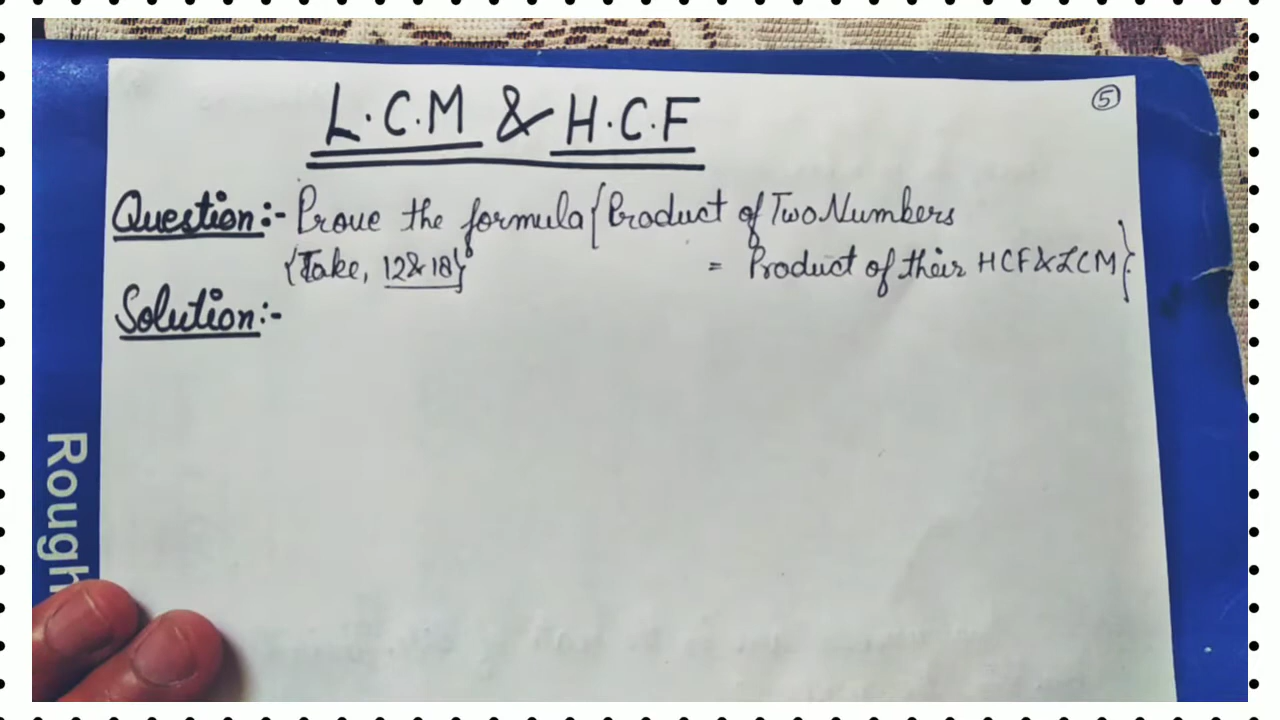 L.C.M & H.C.F
5
Question:- Prove the formula { Product of Two Numbers
{Take, 12 & 18} = Product of their HCF & LCM }
Solution:-
Rough